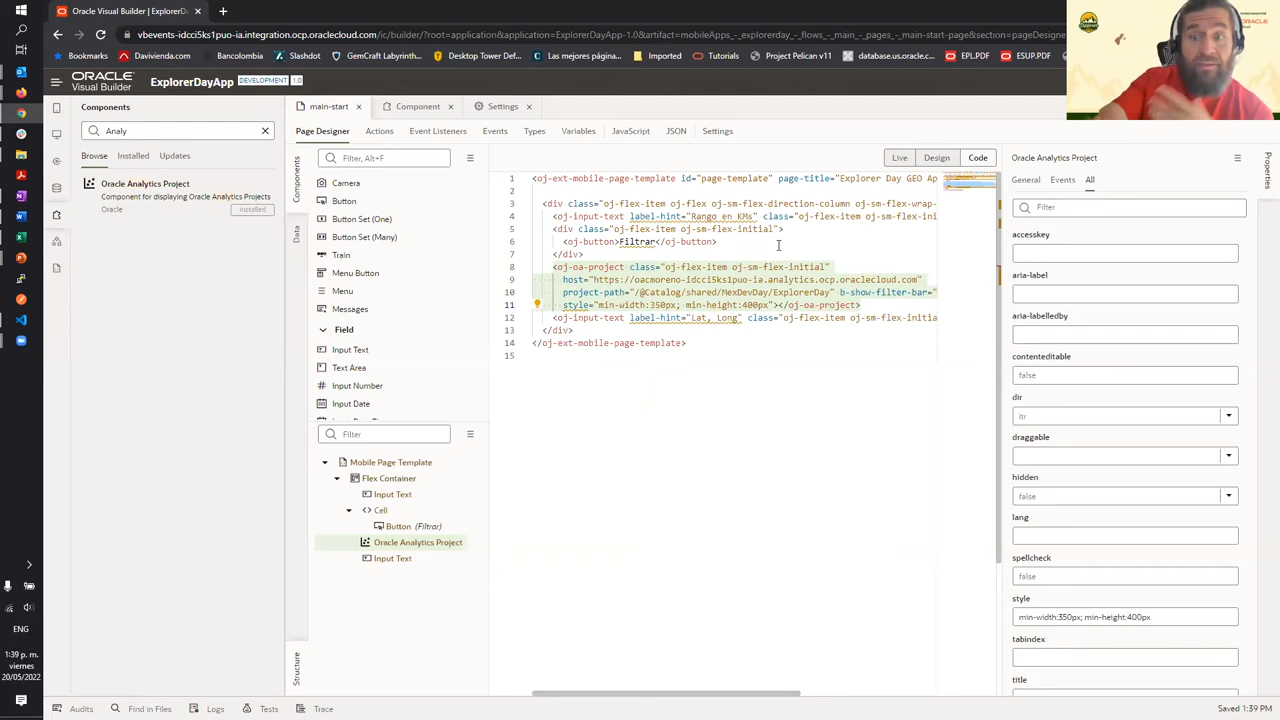 Oracle Visual Builder - Explorer
vbevents-idcci5ks1puo-ia.integration.ocp.oraclecloud.com/ic/builder/?root=application&application=ExplorerDayApp-1.0&artifact=mobileApps_-_explorerday_-_flows_-_main_-_pages_-_main-start-page&section=pageDesigner
Bookmarks Davivienda.com Bancolombia Slashdot GeekGold Desktop Tower Def... Las mejores página... Imported Tutorials Project Pelican v11 database.us.oracle... EPL.PDF ESUP.PDF
ORACLE
Visual Builder
ExplorerDayApp
DEVELOPMENT 1.0
Components
main-start
Component
Settings
Analy
Page Designer Actions Event Listeners Events Types Variables JavaScript JSON Settings
Browse Installed Updates
Oracle Analytics Project
Component for displaying Oracle Analytics Project
Oracle
Installed
Components
Data
Structure
Filter, Alt+F
Camera
Button
Button Set (One)
Button Set (Many)
Train
Menu Button
Menu
Messages
Field
Input Text
Text Area
Input Number
Input Date
Filter
Mobile Page Template
Flex Container
Input Text
<> Cell
Button (Filtrar)
Oracle Analytics Project
Input Text
Live Design Code
1 <oj-ext-mobile-page-template id="page-template" page-title="Explorer Day GEO Ap
2
3 <div class="oj-flex-item oj-flex oj-sm-flex-direction-column oj-sm-flex-wrap-
4 <oj-input-text label-hint="Rango en KMs" class="oj-flex-item oj-sm-flex-ini
5 <div class="oj-flex-item oj-sm-flex-initial">
6 <oj-button>Filtrar</oj-button>
7 </div>
8 <oj-oa-project class="oj-flex-item oj-sm-flex-initial"
9 host="https://oacmoreno-idcci5ks1puo-ia.analytics.ocp.oraclecloud.com"
10 project-path="/@Catalog/shared/MexDevDay/ExplorerDay" b-show-filter-bar="
11 style="min-width:350px; min-height:400px"></oj-oa-project>
12 <oj-input-text label-hint="Lat, Long" class="oj-flex-item oj-sm-flex-initia
13 </div>
14 </oj-ext-mobile-page-template>
15
Oracle Analytics Project
Properties
General Events All
Filter
accesskey
aria-label
aria-labelledby
contenteditable
false
dir
ltr
draggable
hidden
false
lang
spellcheck
false
style
min-width:350px; min-height:400px
tabindex
title
ENG
1:39 p. m.
viernes
20/05/2022
Audits Find in Files Logs Tests Trace
Saved 1:39 PM